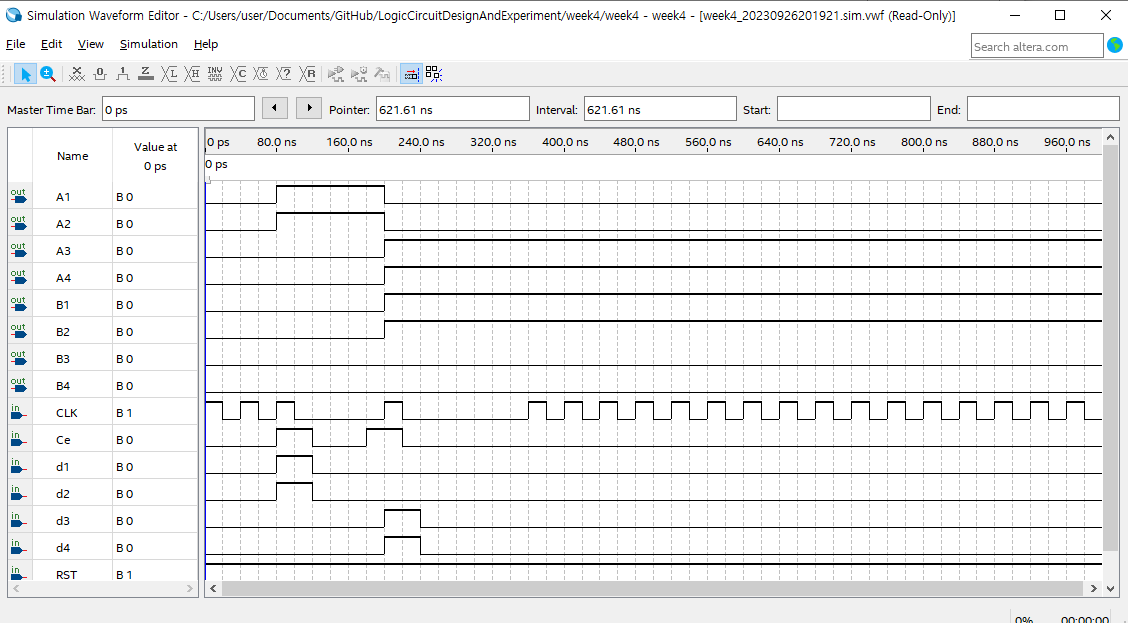 Simulation Waveform Editor - C:/Users/user/Documents/GitHub/LogicCircuitDesignAndExperiment/week4/week4 - week4 - [week4_20230926201921.sim.vwf (Read-Only)]
File Edit View Simulation Help
Search altera.com
Master Time Bar: 0 ps Pointer: 621.61 ns Interval: 621.61 ns Start: End:
Name Value at 0 ps
0 ps 80.0 ns 160.0 ns 240.0 ns 320.0 ns 400.0 ns 480.0 ns 560.0 ns 640.0 ns 720.0 ns 800.0 ns 880.0 ns 960.0 ns
0 ps
out A1 B 0
out A2 B 0
out A3 B 0
out A4 B 0
out B1 B 0
out B2 B 0
out B3 B 0
out B4 B 0
in CLK B 1
in Ce B 0
in d1 B 0
in d2 B 0
in d3 B 0
in d4 B 0
in RST B 1
0% 00:00:00